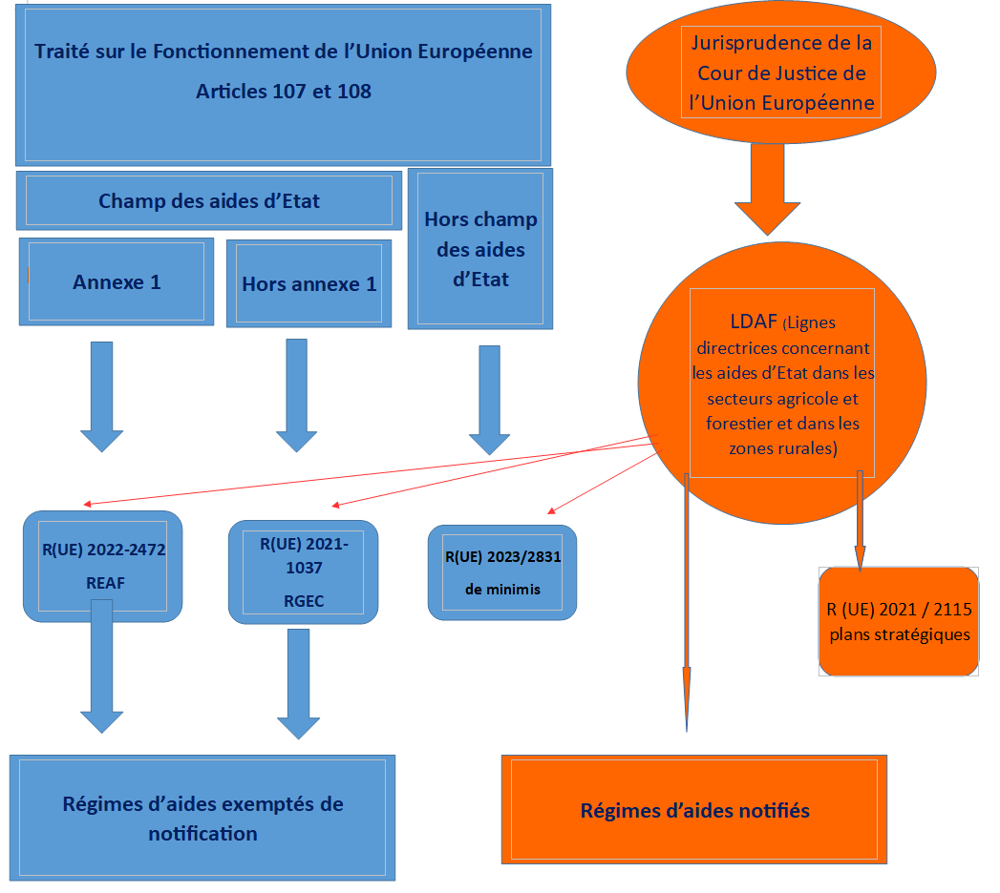 Traité sur le Fonctionnement de l’Union Européenne
Articles 107 et 108
Jurisprudence de la
Cour de Justice de
l’Union Européenne
Champ des aides d’Etat
Hors champ
des aides
d’Etat
Annexe 1
Hors annexe 1
LDAF (Lignes
directrices concernant
les aides d’Etat dans les
secteurs agricole et
forestier et dans les
zones rurales)
R(UE) 2022-2472
REAF
R(UE) 2021-
1037
RGEC
R(UE) 2023/2831
de minimis
R (UE) 2021 / 2115
plans stratégiques
Régimes d’aides exemptés de
notification
Régimes d’aides notifiés